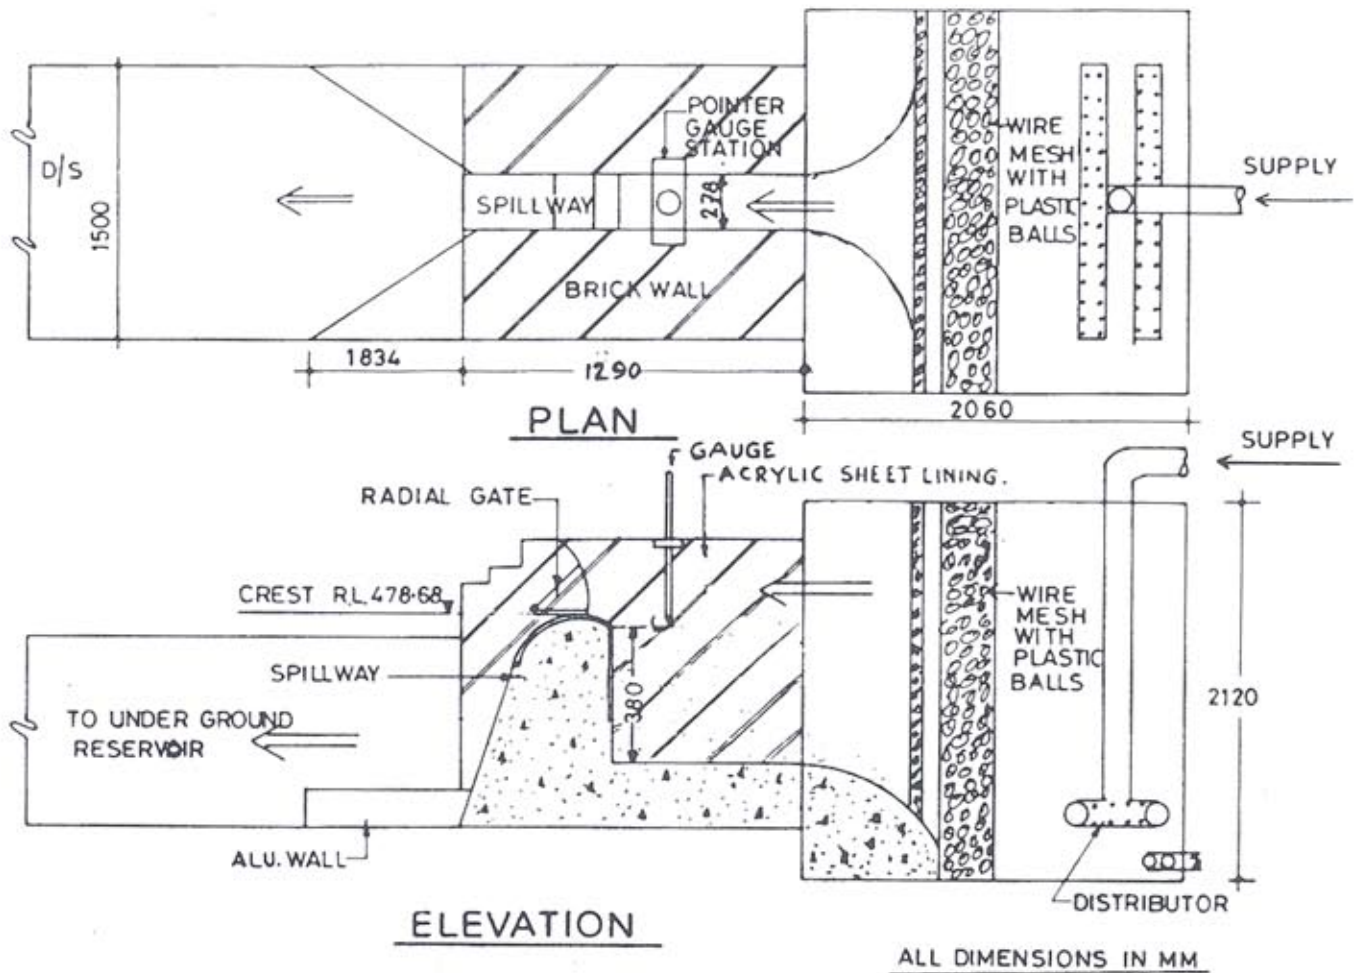 POINTER
GAUGE
STATION
WIRE
MESH
WITH
PLASTIC
BALLS
SUPPLY
D/S
1500
SPILLWAY
278
BRICK WALL
1834
1290
2060
PLAN
SUPPLY
GAUGE
ACRYLIC SHEET LINING.
RADIAL GATE
CREST R.L.478·68
WIRE
MESH
WITH
PLASTIC
BALLS
SPILLWAY
380
2120
TO UNDER GROUND
RESERVOIR
ALU. WALL
DISTRIBUTOR
ELEVATION
ALL DIMENSIONS IN MM